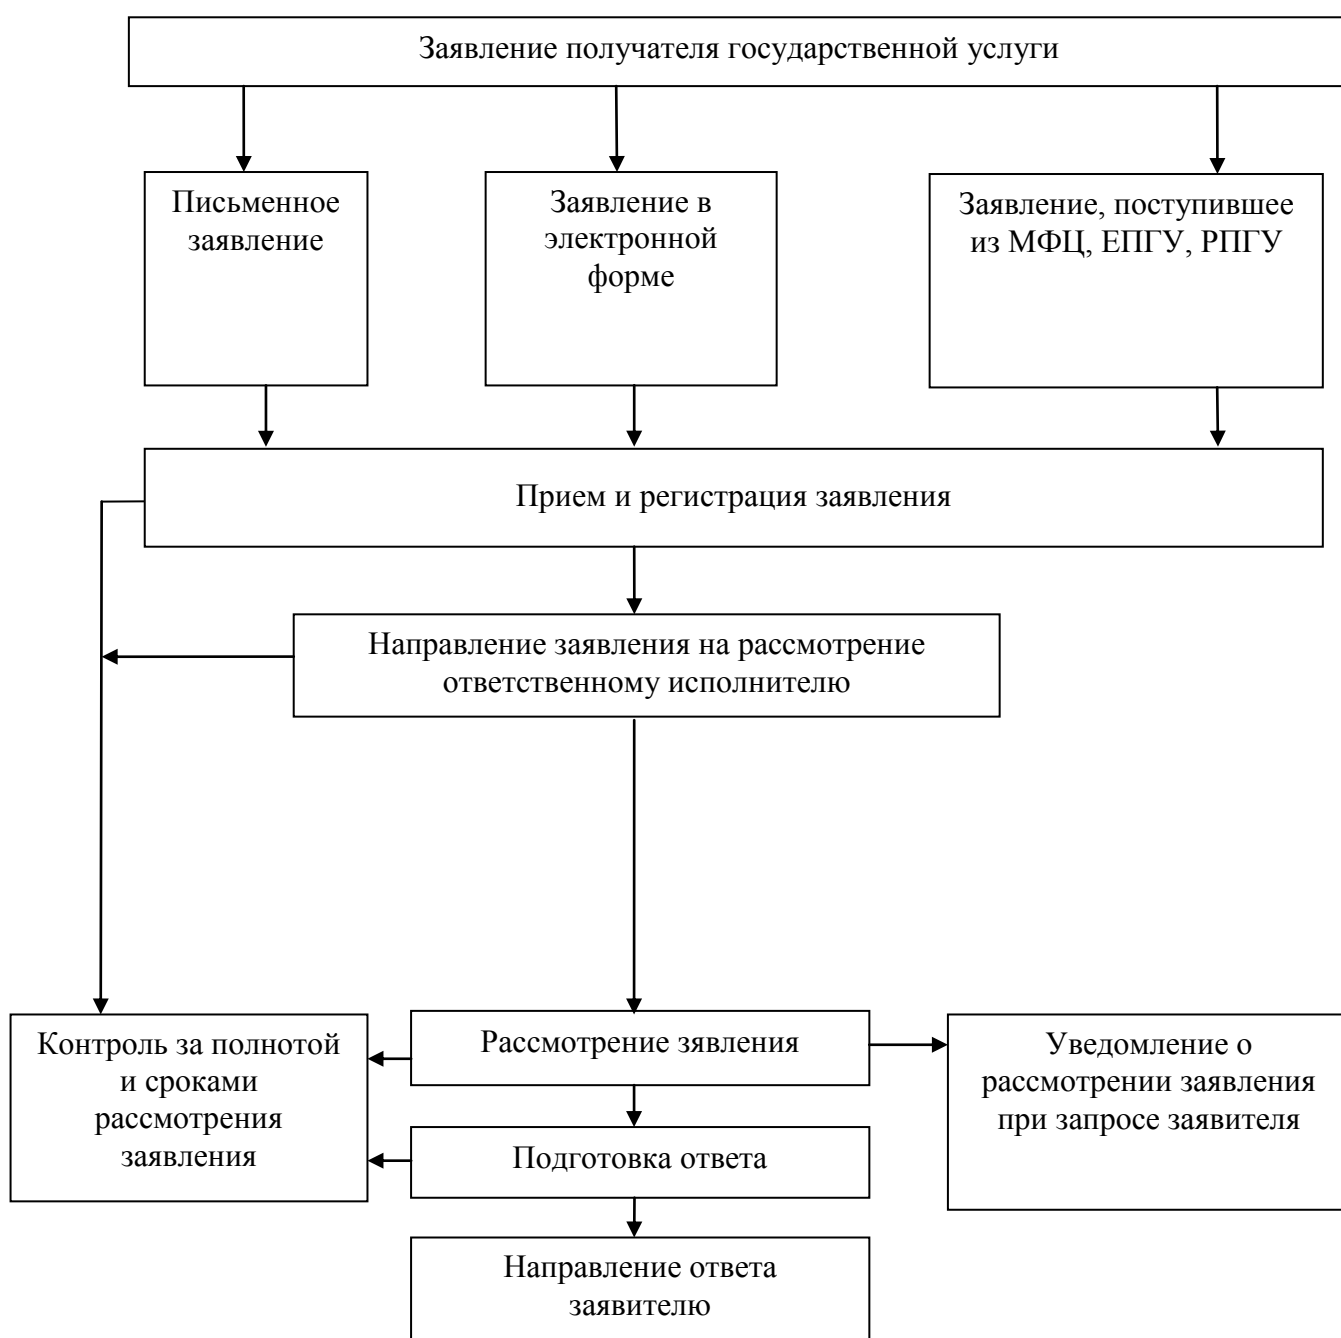 Заявление получателя государственной услуги
Письменное
заявление
Заявление в
электронной
форме
Заявление, поступившее
из МФЦ, ЕПГУ, РПГУ
Прием и регистрация заявления
Направление заявления на рассмотрение
ответственному исполнителю
Контроль за полнотой
и сроками
рассмотрения
заявления
Рассмотрение зявления
Уведомление о
рассмотрении заявления
при запросе заявителя
Подготовка ответа
Направление ответа
заявителю